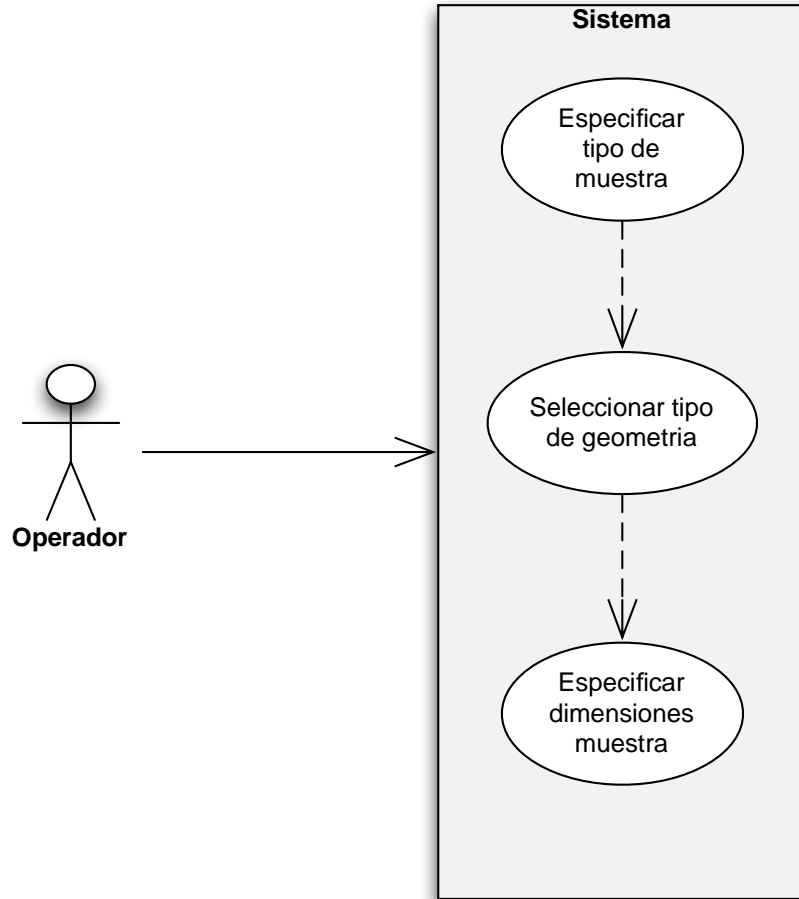 Sistema
Especificar
tipo de
muestra
Seleccionar tipo
de geometria
Operador
Especificar
dimensiones
muestra